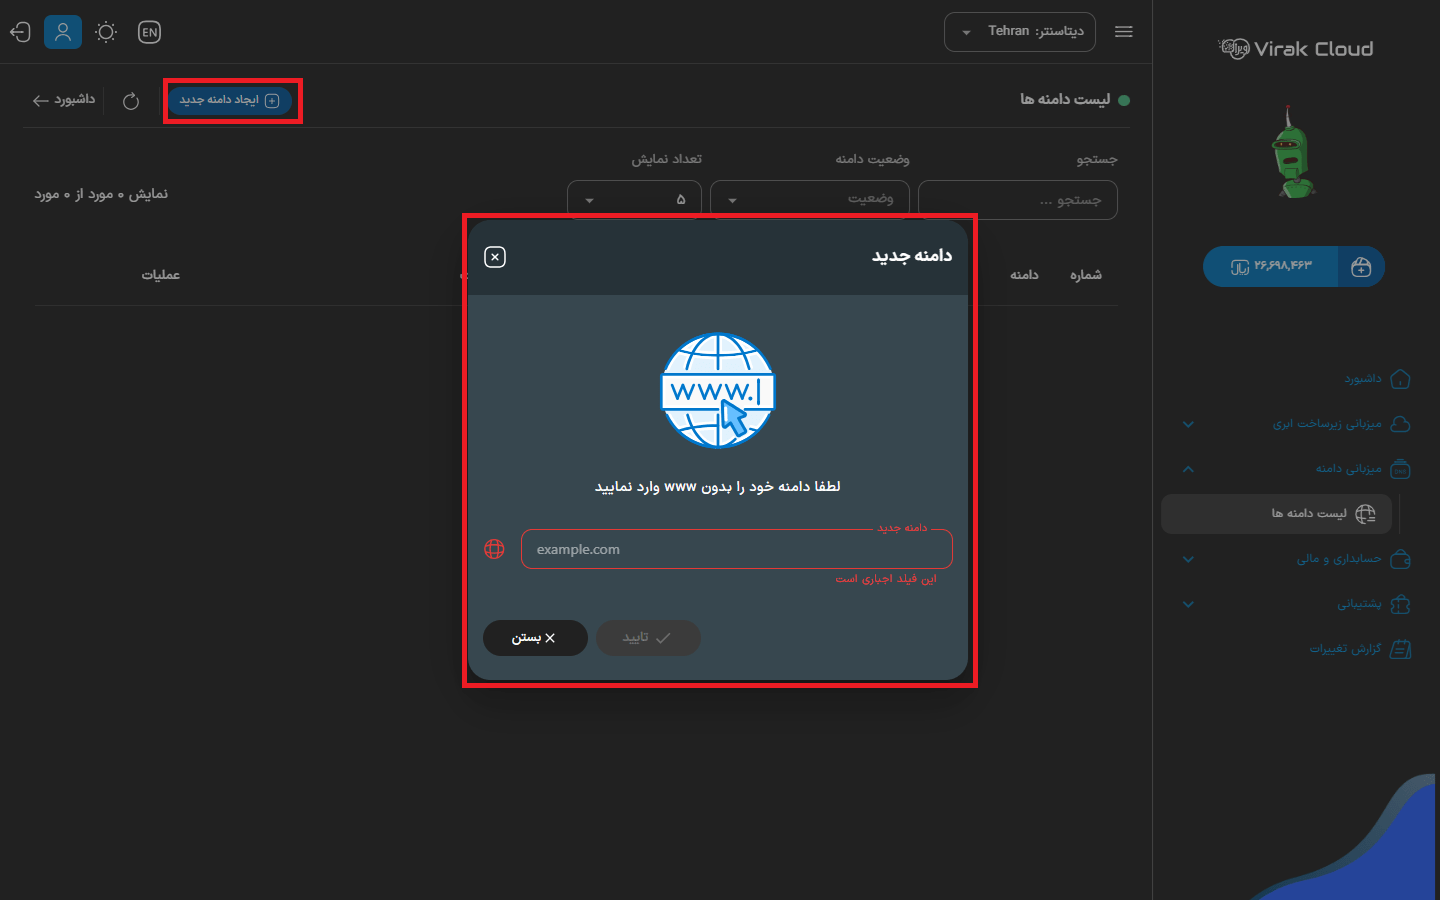 EN
دیتاسنتر: Tehran
Virak Cloud
لیست دامنه ها
ایجاد دامنه جدید
داشبورد
جستجو
وضعیت دامنه
تعداد نمایش
جستجو ...
وضعیت
۵
نمایش ۰ مورد از ۰ مورد
شماره
دامنه
عملیات
دامنه جدید
www.
لطفا دامنه خود را بدون www وارد نمایید
دامنه جدید
example.com
این فیلد اجباری است
تایید
بستن
۲۶,۶۹۸,۴۶۳
داشبورد
میزبانی زیرساخت ابری
میزبانی دامنه
لیست دامنه ها
حسابداری و مالی
پشتیبانی
گزارش تغییرات